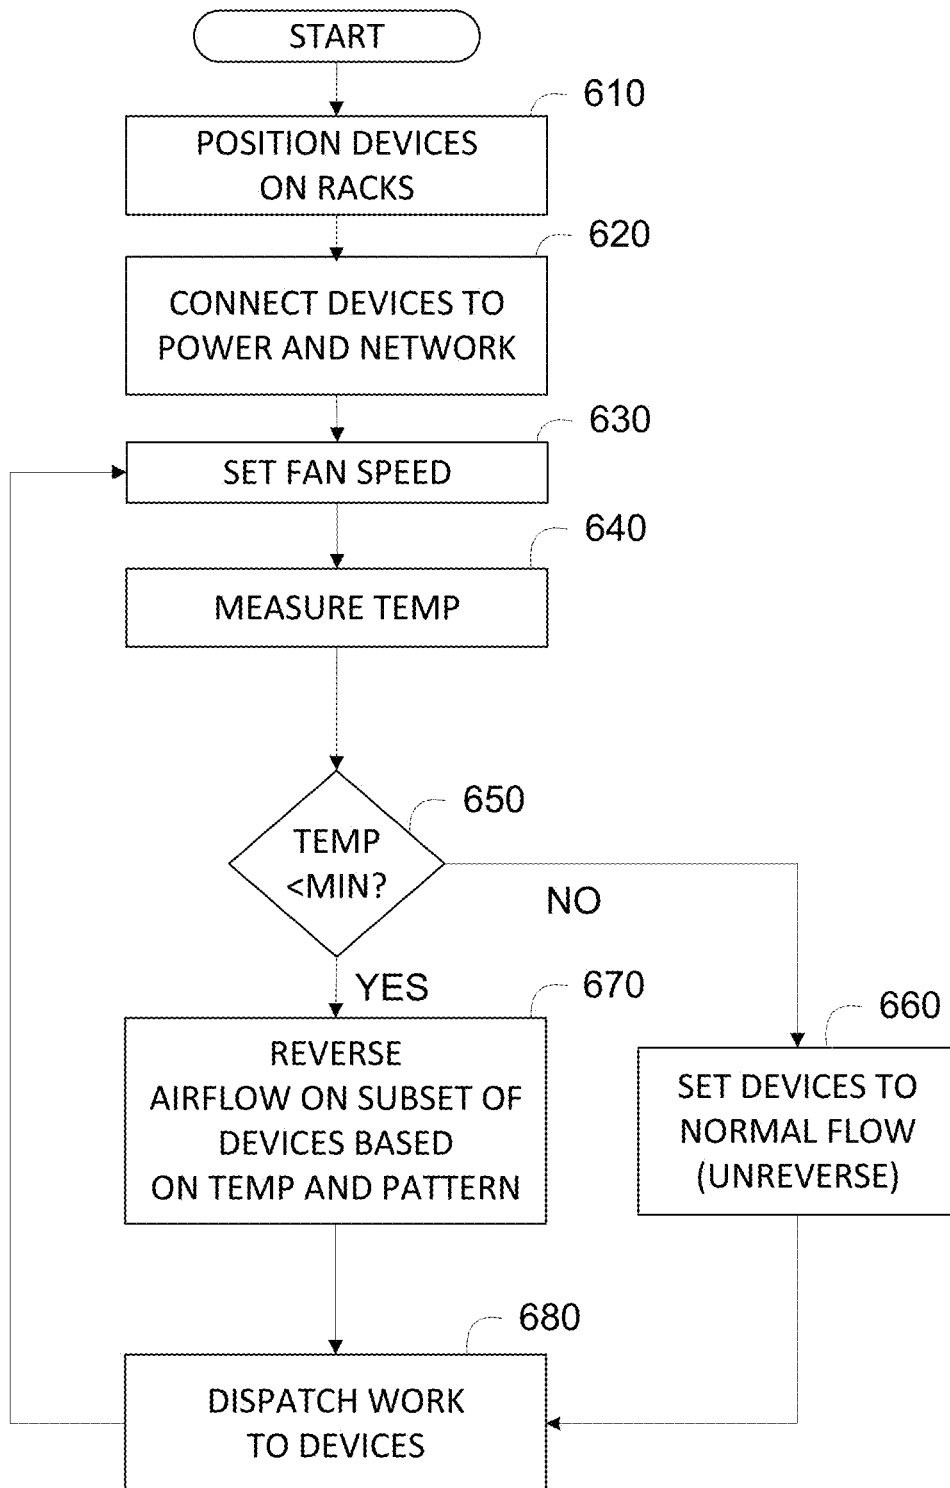 START
610
POSITION DEVICES
ON RACKS
620
CONNECT DEVICES TO
POWER AND NETWORK
630
SET FAN SPEED
640
MEASURE TEMP
650
TEMP
<MIN?
NO
YES
670
REVERSE
AIRFLOW ON SUBSET OF
DEVICES BASED
ON TEMP AND PATTERN
660
SET DEVICES TO
NORMAL FLOW
(UNREVERSE)
680
DISPATCH WORK
TO DEVICES